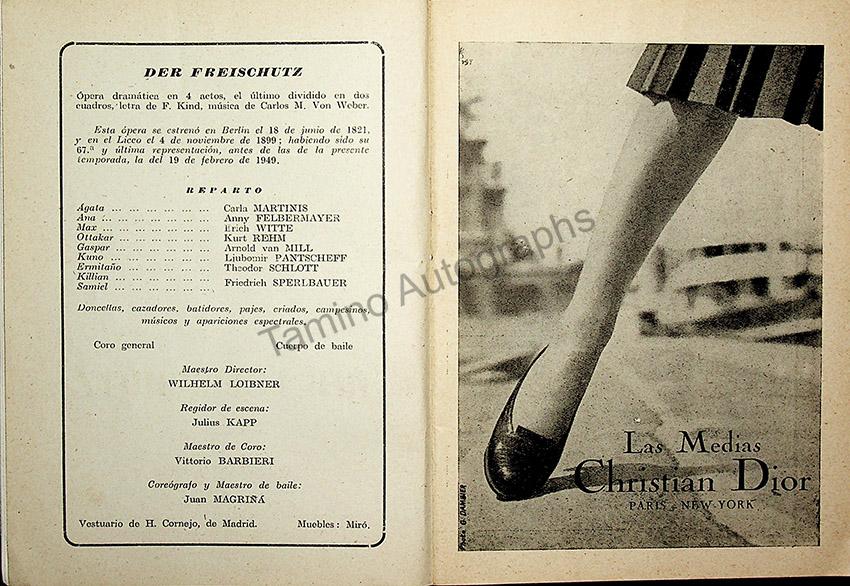 DER FREISCHUTZ
Ópera dramática en 4 actos, el último dividido en dos
cuadros, letra de F. Kind, música de Carlos M. Von Weber.
Esta ópera se estrenó en Berlín el 18 de junio de 1821,
y en el Liceo el 4 de noviembre de 1899; habiendo sido su
67.ª y última representación, antes de las de la presente
temporada, la del 19 de febrero de 1949.
REPARTO
Agata ... ... ... ... ... ... Carla MARTINIS
Ana ... ... ... ... ... ... Anny FELBERMAYER
Max ... ... ... ... ... ... Erich WITTE
Ottakar ... ... ... ... ... Kurt REHM
Gaspar ... ... ... ... ... Arnold van MILL
Kuno ... ... ... ... ... ... Ljubomir PANTSCHEFF
Ermitaño ... ... ... ... ... Theodor SCHLOTT
Killian ... ... ... ... ...
Samiel ... ... ... ... ... Friedrich SPERLBAUER
Doncellas, cazadores, batidores, pajes, criados, campesinos,
músicos y apariciones espectrales.
Coro general Cuerpo de baile
Maestro Director:
WILHELM LOIBNER
Regidor de escena:
Julius KAPP
Maestro de Coro:
Vittorio BARBIERI
Coreógrafo y Maestro de baile:
Juan MAGRIÑÁ
Vestuario de H. Cornejo, de Madrid. Muebles: Miró.
Tamino Autographs
Las Medias
Christian Dior
PARIS - NEW-YORK